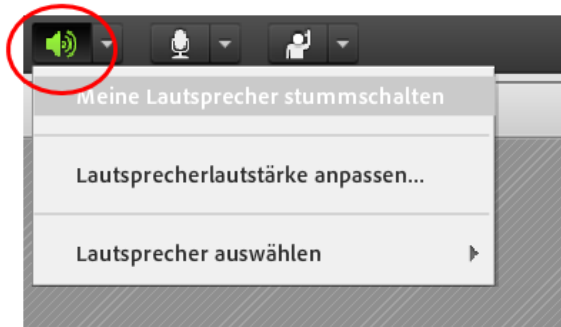 Meine Lautsprecher stummschalten
Lautsprecherlautstärke anpassen...
Lautsprecher auswählen